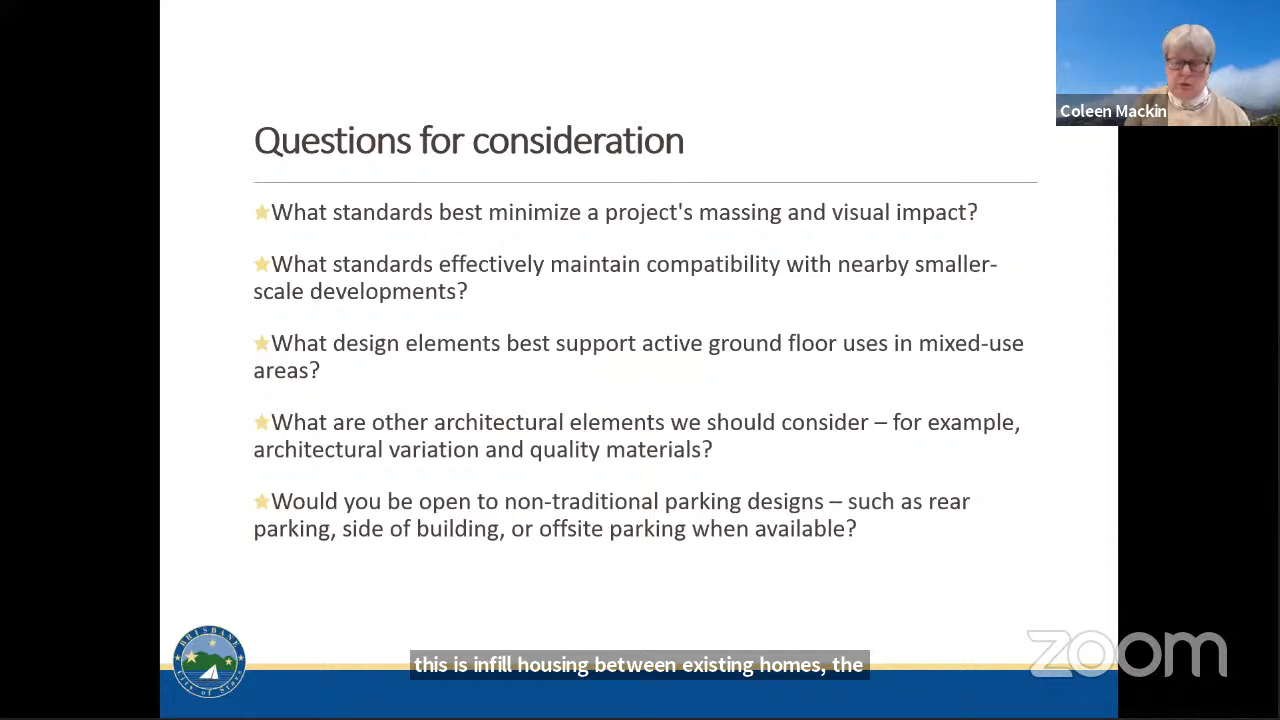 Coleen Mackin
Questions for consideration
What standards best minimize a project's massing and visual impact?
What standards effectively maintain compatibility with nearby smaller-
scale developments?
What design elements best support active ground floor uses in mixed-use
areas?
What are other architectural elements we should consider – for example,
architectural variation and quality materials?
Would you be open to non-traditional parking designs – such as rear
parking, side of building, or offsite parking when available?
BRISBANE
City of Stars
this is infill housing between existing homes, the
zoom